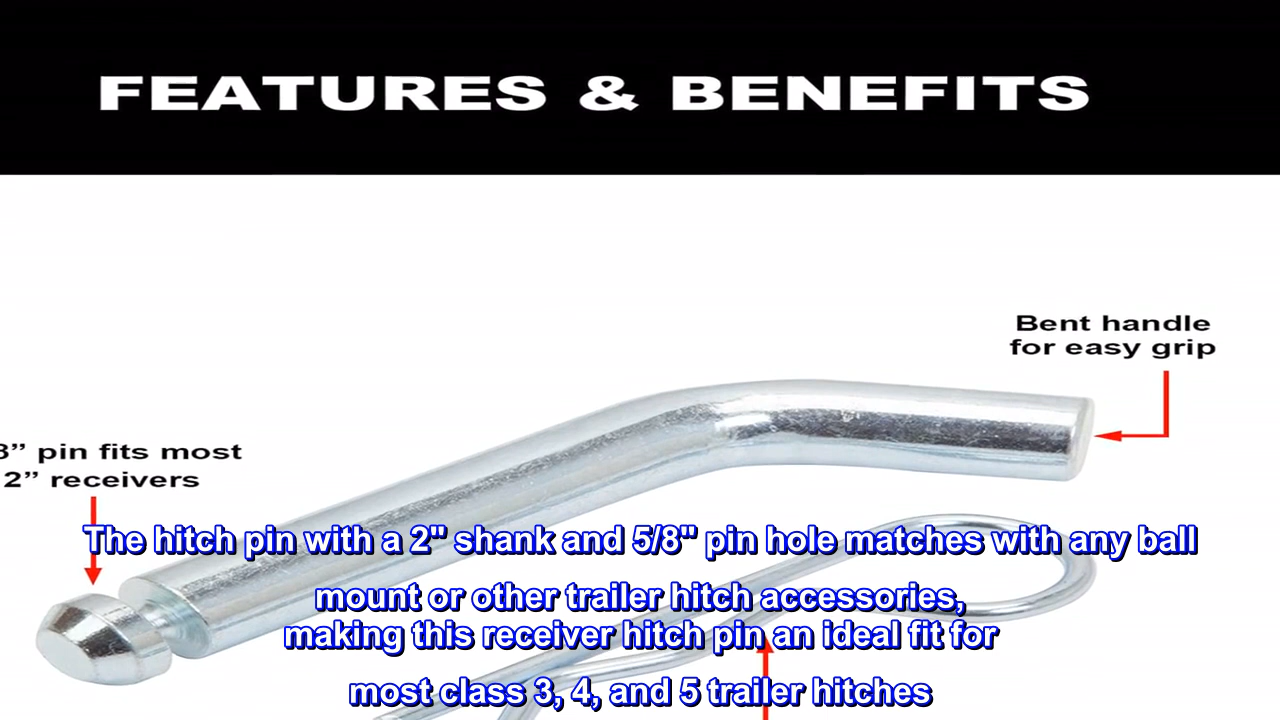 FEATURES & BENEFITS
Bent handle
for easy grip
8” pin fits most
2” receivers
The hitch pin with a 2" shank and 5/8" pin hole matches with any ball
mount or other trailer hitch accessories,
making this receiver hitch pin an ideal fit for
most class 3, 4, and 5 trailer hitches